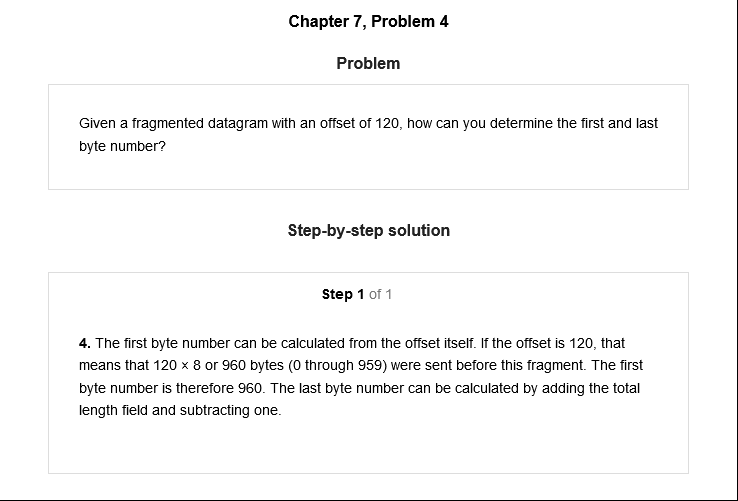 Chapter 7, Problem 4
Problem
Given a fragmented datagram with an offset of 120, how can you determine the first and last
byte number?
Step-by-step solution
Step 1 of 1
4. The first byte number can be calculated from the offset itself. If the offset is 120, that
means that 120 × 8 or 960 bytes (0 through 959) were sent before this fragment. The first
byte number is therefore 960. The last byte number can be calculated by adding the total
length field and subtracting one.